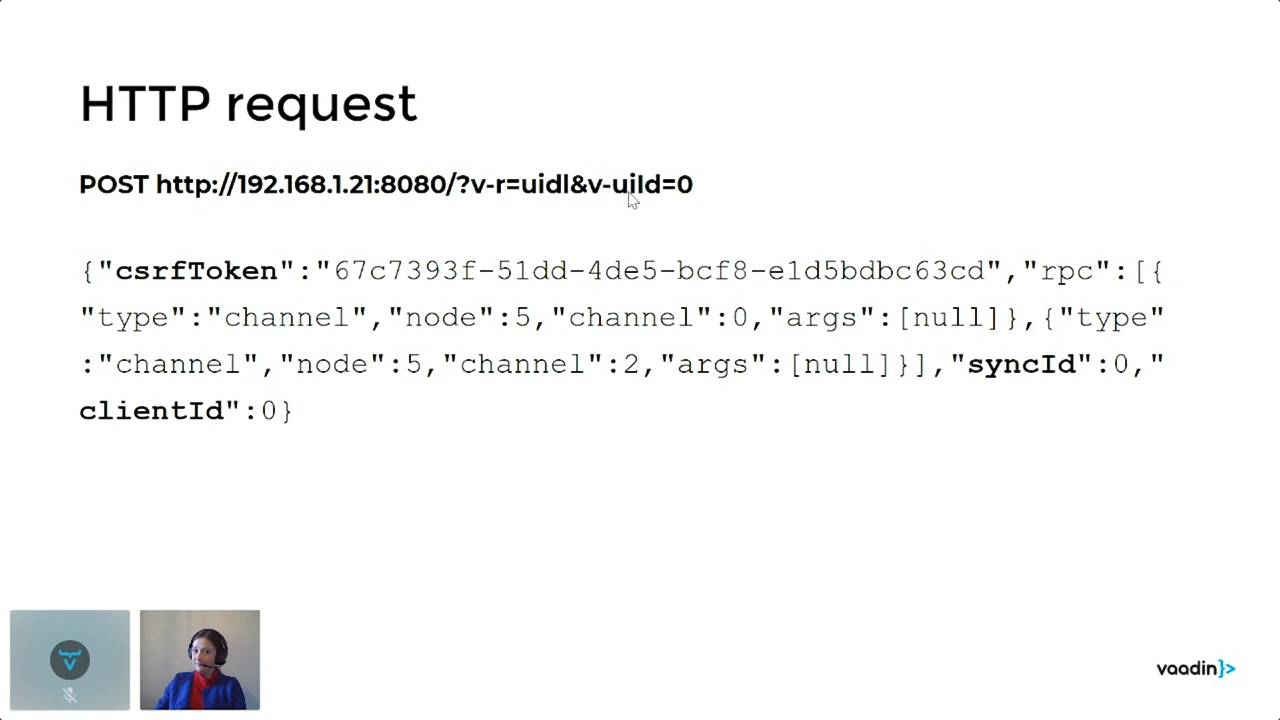 HTTP request
POST http://192.168.1.21:8080/?v-r=uidl&v-uiId=0
{"csrfToken":"67c7393f-51dd-4de5-bcf8-e1d5bdbc63cd","rpc":[{
"type":"channel","node":5,"channel":0,"args":[null]},{"type"
:"channel","node":5,"channel":2,"args":[null]}],"syncId":0,"
clientId":0}
vaadin}>